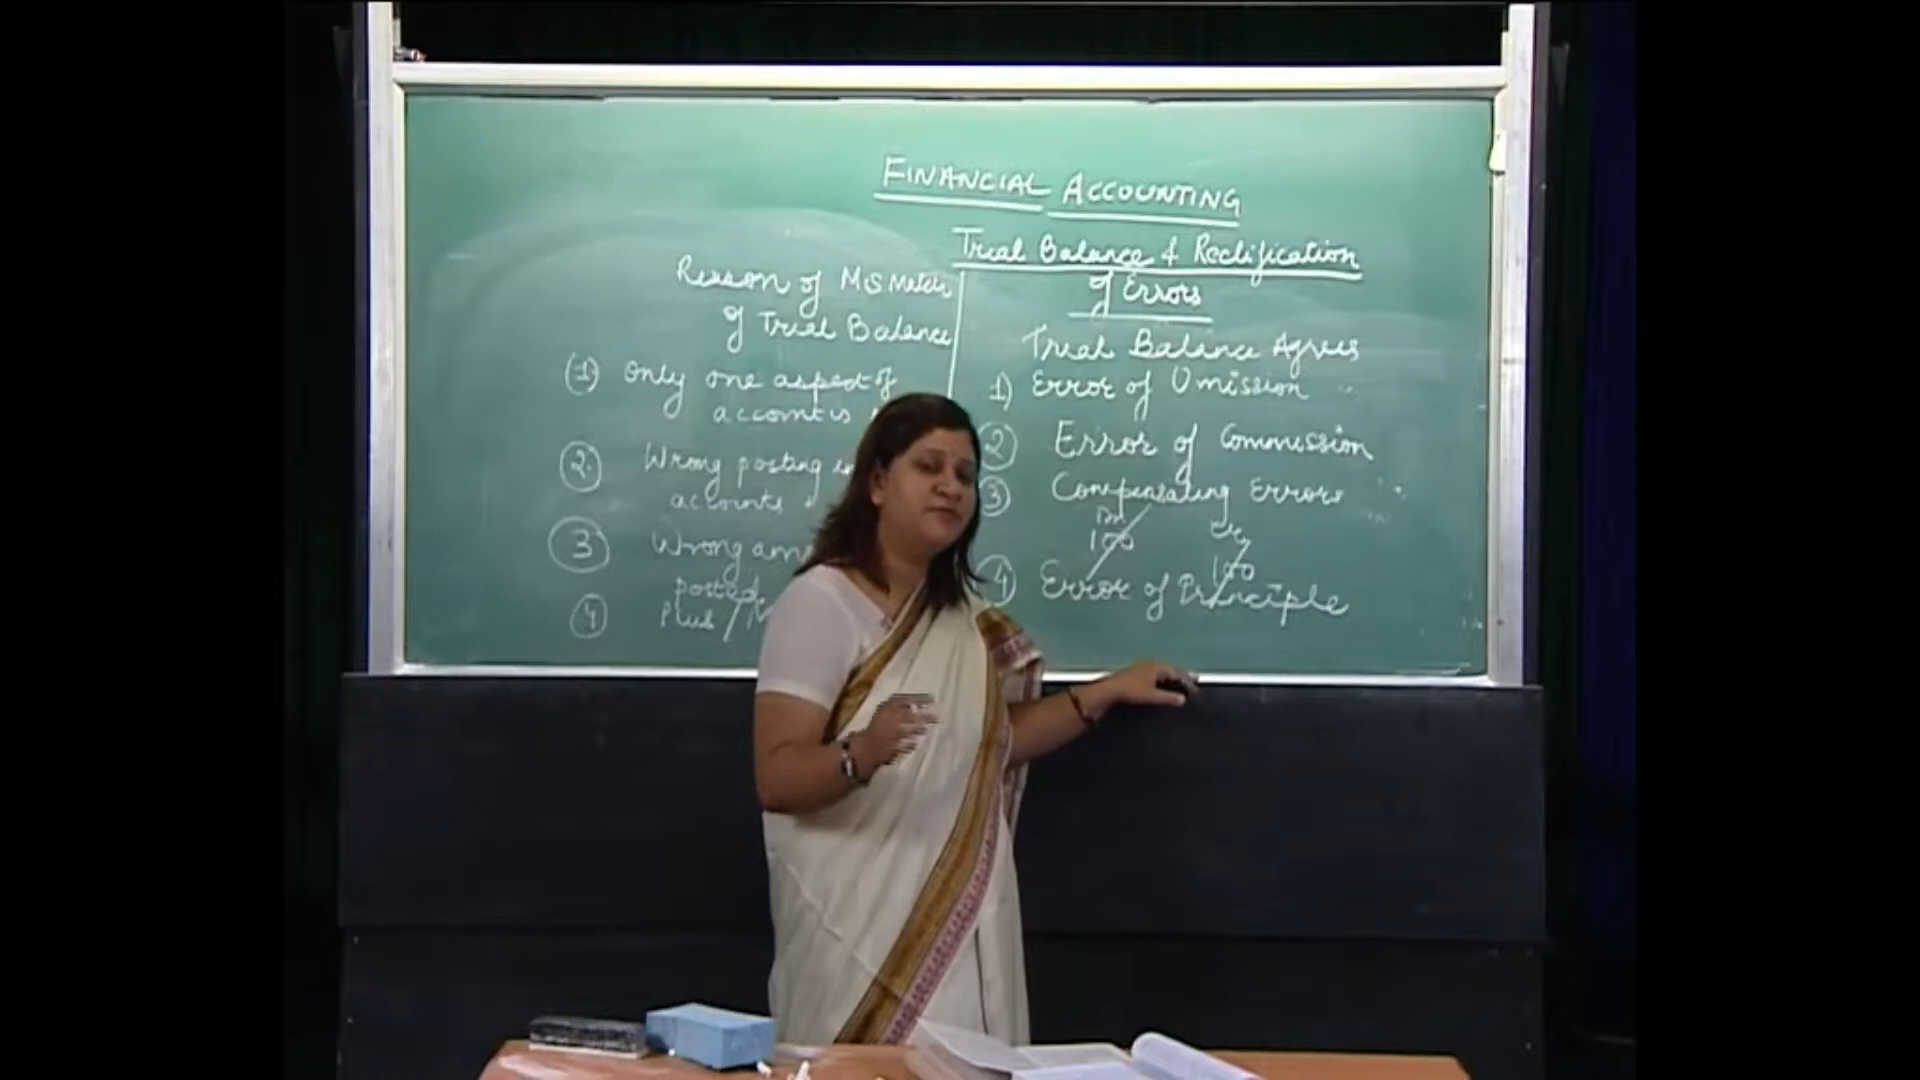 FINANCIAL ACCOUNTING
Trial Balance & Rectification
of Errors
Reason of MisMatch
of Trial Balance
(1) Only one aspect of
account is
(2) Wrong posting in
accounts
(3) Wrong
posted
(4) Plus /
Trial Balance Agrees
1) Error of Omission
(2) Error of Commission
(3) Compensating Errors
Dr Cr
100 100
(4) Error of Principle